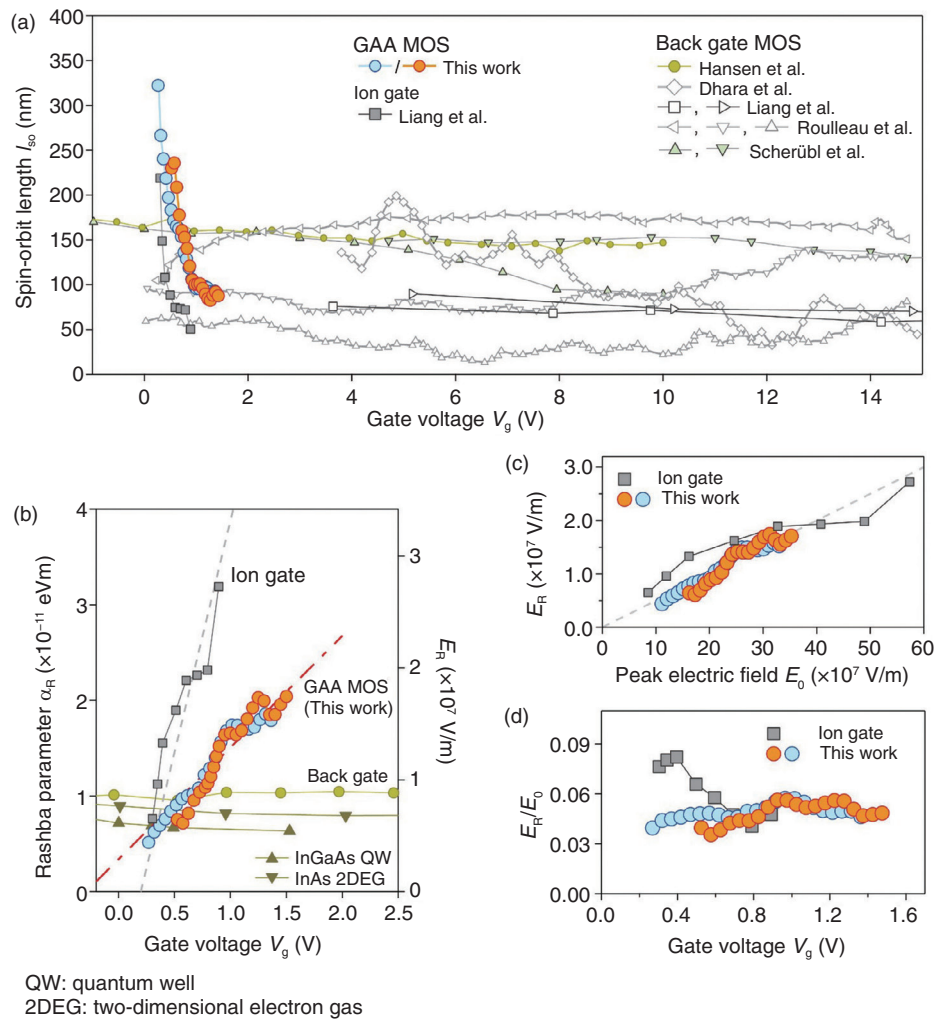 (a)
400
350
300
250
200
150
100
50
0
Spin-orbit length lso (nm)
GAA MOS
/ This work
Ion gate
Liang et al.
Back gate MOS
Hansen et al.
Dhara et al.
, Liang et al.
, , Roulleau et al.
, Scherübl et al.
0 2 4 6 8 10 12 14
Gate voltage Vg (V)
(b)
4
3
2
1
0
Rashba parameter αR (×10−11 eVm)
Ion gate
GAA MOS
(This work)
Back gate
InGaAs QW
InAs 2DEG
3
2
1
0
ER (×107 V/m)
0.0 0.5 1.0 1.5 2.0 2.5
Gate voltage Vg (V)
(c)
3.0
2.0
1.0
0.0
ER (×107 V/m)
Ion gate
This work
0 10 20 30 40 50 60
Peak electric field E0 (×107 V/m)
(d)
0.09
0.06
0.03
0.00
ER/E0
Ion gate
This work
0.0 0.4 0.8 1.2 1.6
Gate voltage Vg (V)
QW: quantum well
2DEG: two-dimensional electron gas